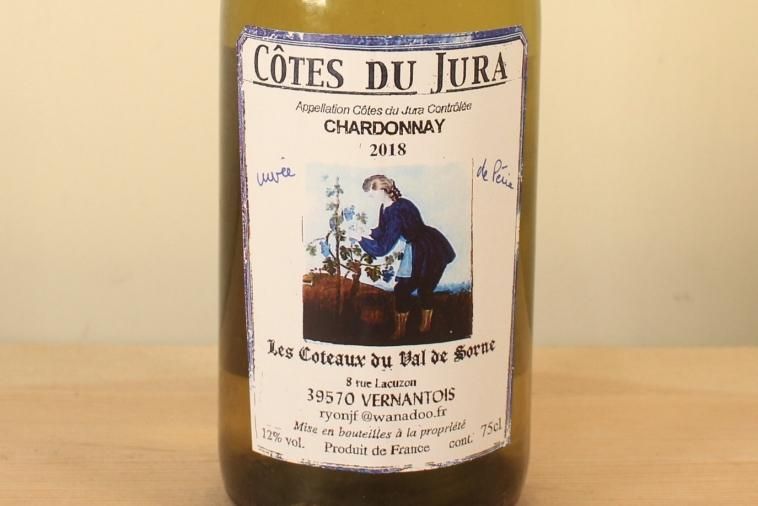 CÔTES DU JURA
Appellation Côtes du Jura Contrôlée
CHARDONNAY
2018
cuvée
de
Les Coteaux du Val de Sorne
8 rue Lacuzon
39570 VERNANTOIS
ryonjf @wanadoo.fr
Mise en bouteilles à la propriété
12% vol.
Produit de France
cont. 75cl